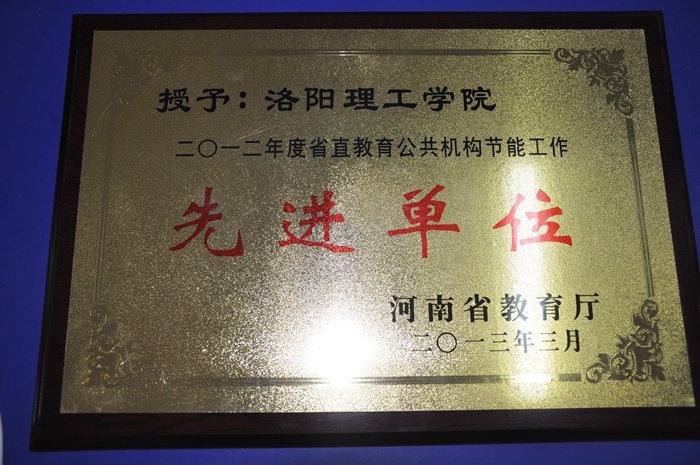 授予：洛阳理工学院
二〇一二年度省直教育公共机构节能工作
先进单位
河南省教育厅
二〇一三年三月